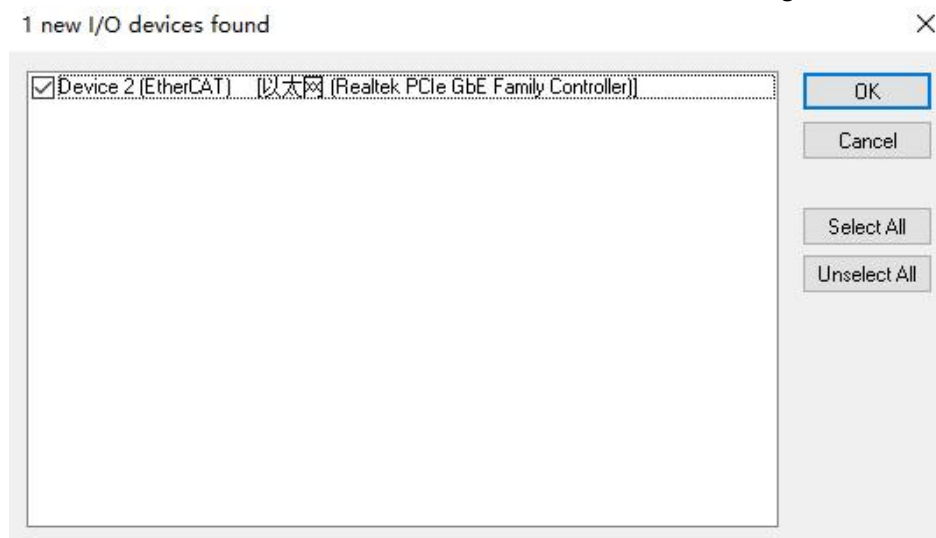 1 new I/O devices found
Device 2 (EtherCAT) [以太网 (Realtek PCIe GbE Family Controller)]
OK
Cancel
Select All
Unselect All